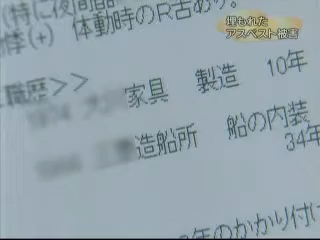 埋もれた
アスベスト被害
(特に夜間
悸(+) 体動時のR古あり。
職歴>>
家具 製造 10年
造船所 船の内装
34年
年のかかり付け